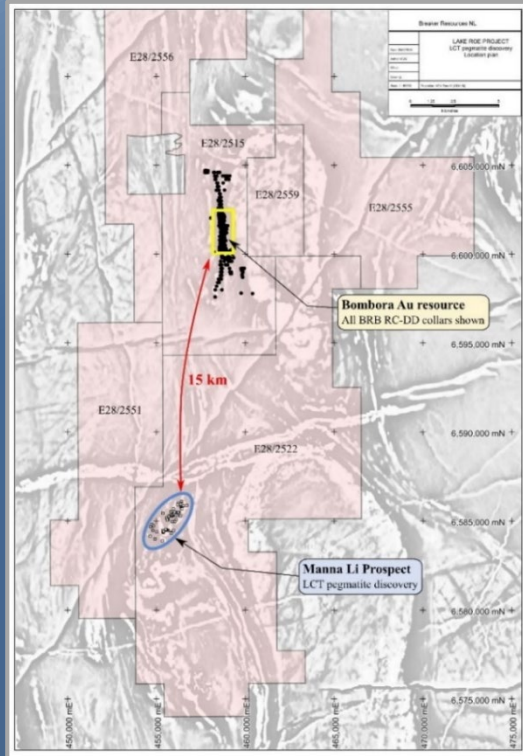 Breaker Resources NL
LAKE ROE PROJECT
LCT pegmatite discovery
Location plan
E28/2556
E28/2515
E28/2559
E28/2555
6,605,000 mN
6,600,000 mN
Bombora Au resource
All BRB RC-DD collars shown
6,595,000 mN
15 km
E28/2551
6,590,000 mN
E28/2522
6,585,000 mN
Manna Li Prospect
LCT pegmatite discovery
6,580,000 mN
6,575,000 mN
450,000 mE
455,000 mE
460,000 mE
465,000 mE
470,000 mE
475,000 mE